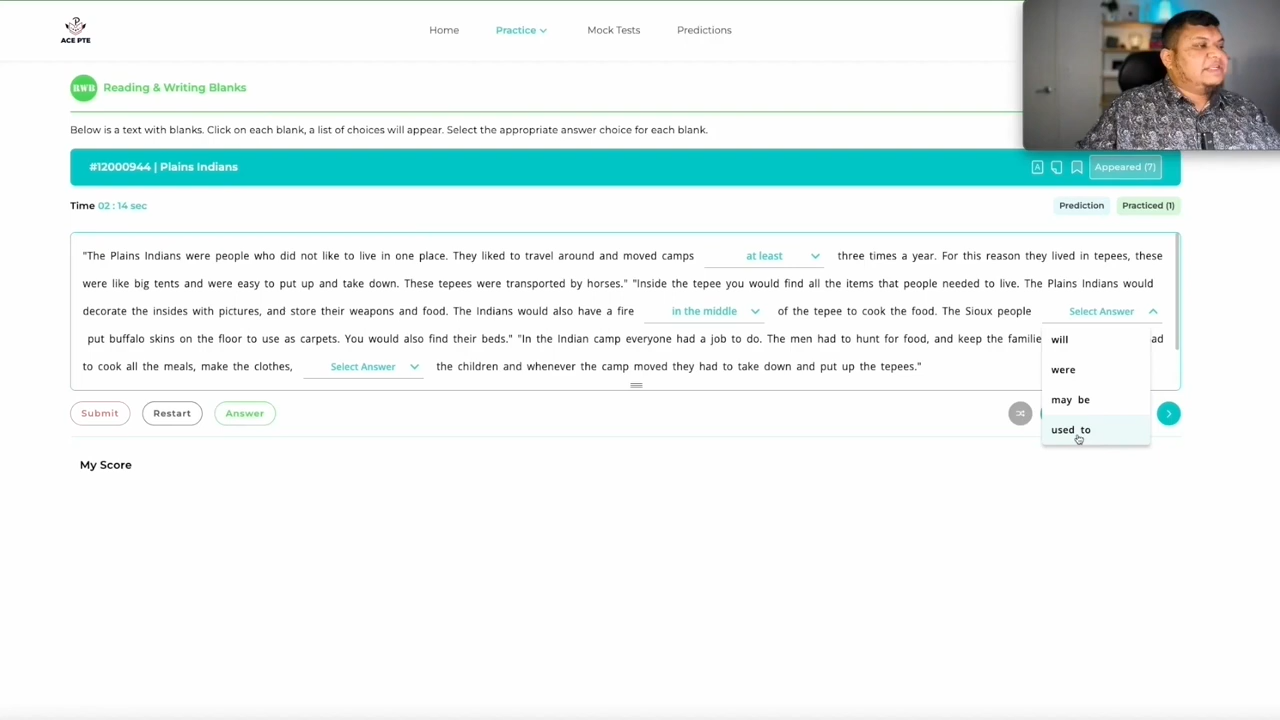 ACE PTE
Home
Practice
Mock Tests
Predictions
RWB Reading & Writing Blanks
Below is a text with blanks. Click on each blank, a list of choices will appear. Select the appropriate answer choice for each blank.
#12000944 | Plains Indians
A
Appeared (7)
Time 02 : 14 sec
Prediction
Practiced (1)
"The Plains Indians were people who did not like to live in one place. They liked to travel around and moved camps at least three times a year. For this reason they lived in tepees, these
were like big tents and were easy to put up and take down. These tepees were transported by horses." "Inside the tepee you would find all the items that people needed to live. The Plains Indians would
decorate the insides with pictures, and store their weapons and food. The Indians would also have a fire in the middle of the tepee to cook the food. The Sioux people Select Answer
put buffalo skins on the floor to use as carpets. You would also find their beds." "In the Indian camp everyone had a job to do. The men had to hunt for food, and keep the familie ad
to cook all the meals, make the clothes, Select Answer the children and whenever the camp moved they had to take down and put up the tepees."
will
were
may be
used to
Submit
Restart
Answer
My Score